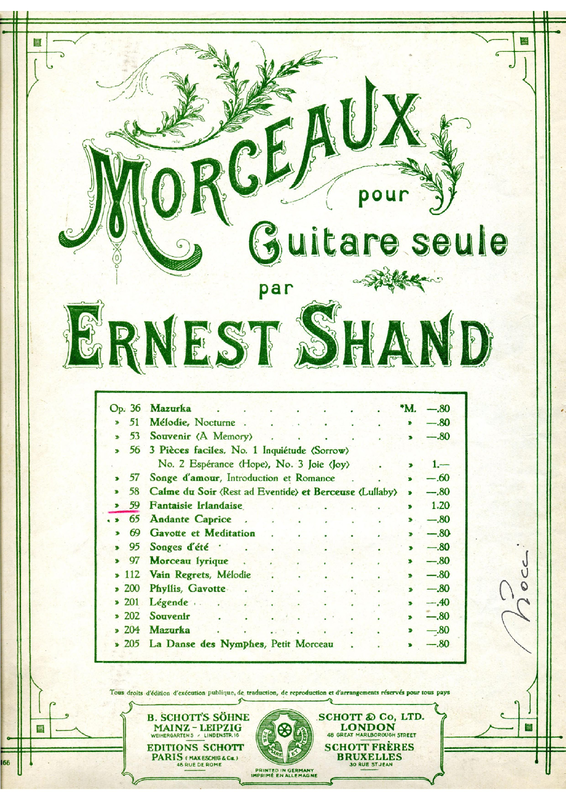 MORCEAUX
pour
Guitare seule
par
ERNEST SHAND
Op. 36 Mazurka . . . . . . *M. —.80
» 51 Mélodie, Nocturne . . . . . » —.80
» 53 Souvenir (A Memory) . . . . . » —.80
» 56 3 Pièces faciles. No. 1 Inquiétude (Sorrow)
No. 2 Espérance (Hope), No. 3 Joie (Joy) . » 1.—
» 57 Songe d'amour, Introduction et Romance . » —.60
» 58 Calme du Soir (Rest ad Eventide) et Berceuse (Lullaby) » —.80
» 59 Fantaisie Irlandaise . . . . . » 1.20
» 65 Andante Caprice . . . . . » —.80
» 69 Gavotte et Meditation . . . . . » —.80
» 95 Songes d'été . . . . . . » —.80
» 97 Morceau lyrique . . . . . » —.80
» 112 Vain Regrets, Mélodie . . . . . » —.80
» 200 Phyllis, Gavotte . . . . . » —.80
» 201 Légende . . . . . . » —.40
» 202 Souvenir . . . . . . » —.80
» 204 Mazurka . . . . . . » —.80
» 205 La Danse des Nymphes, Petit Morceau . . » —.80
Tous droits d'édition d'exécution publique, de traduction, de reproduction et d'arrangements réservés pour tous pays
B. SCHOTT'S SÖHNE
MAINZ – LEIPZIG
WEIHERGARTEN 5 / LINDENSTR. 16
EDITIONS SCHOTT
PARIS (MAX ESCHIG & Co.)
48 RUE DE ROME
SCHOTT & Co, LTD.
LONDON
48 GREAT MARLBOROUGH STREET
SCHOTT FRÈRES
BRUXELLES
30 RUE ST JEAN
PRINTED IN GERMANY
IMPRIMÉ EN ALLEMAGNE